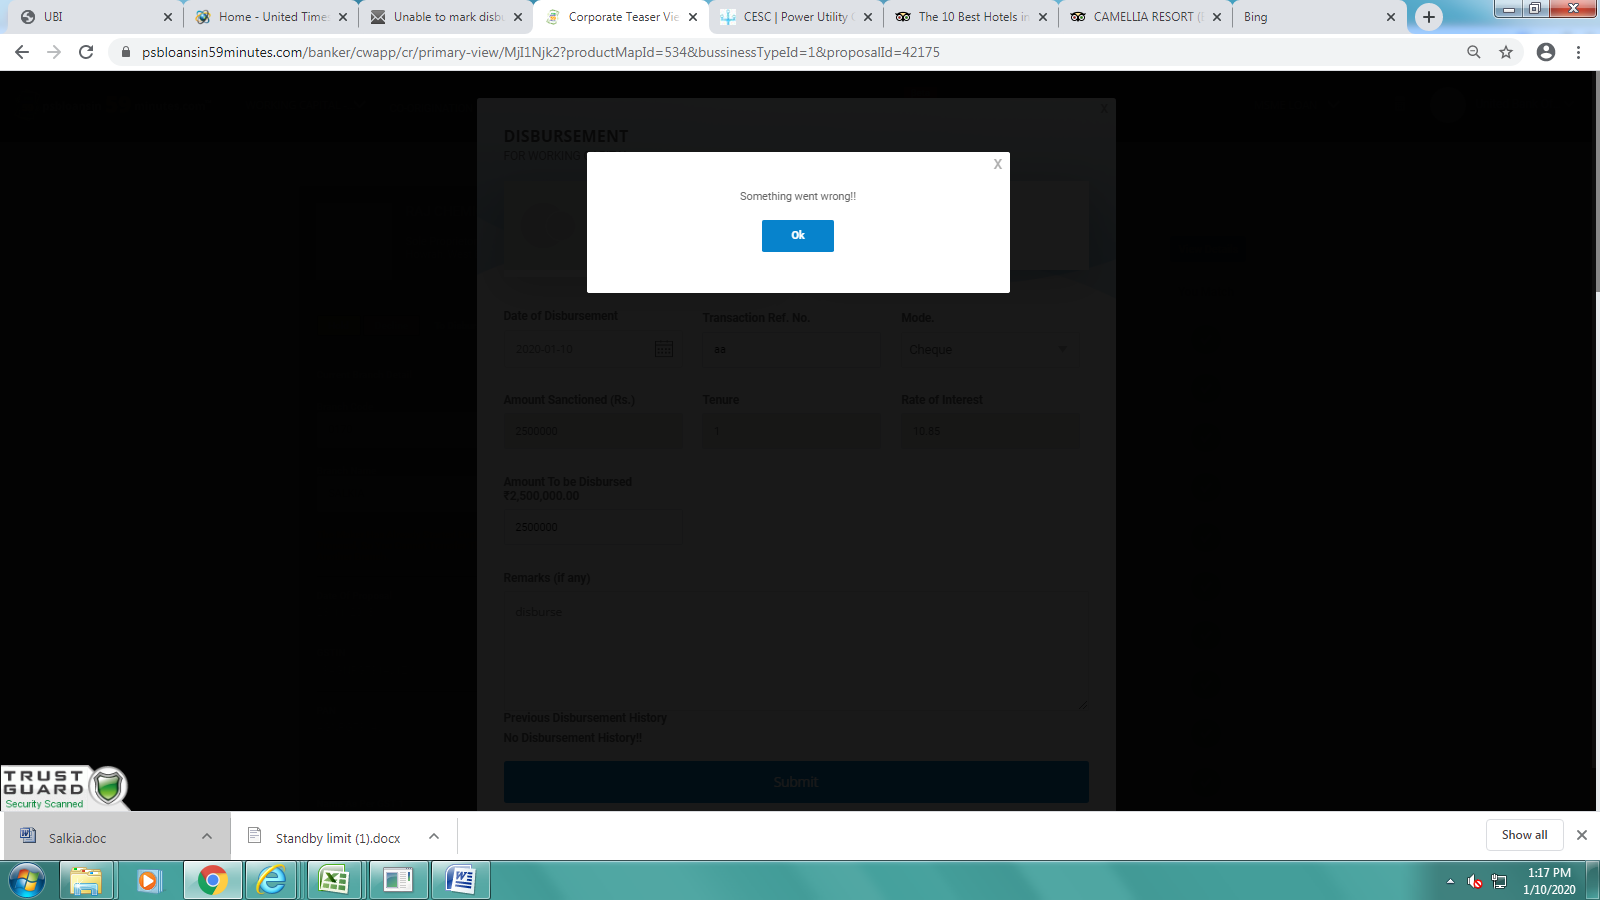 UBI
Home - United Time
Unable to mark disb
Corporate Teaser Vie
CESC | Power Utility
The 10 Best Hotels in
CAMELLIA RESORT (
Bing
psbloansin59minutes.com/banker/cwapp/cr/primary-view/MjI1Njk2?productMapId=534&bussinessTypeId=1&proposalId=42175
X
DISBURSEMENT
FOR WORKING
X
Something went wrong!!
Ok
Date of Disbursement
Transaction Ref. No.
Mode.
2020-01-10
aa
Cheque
Amount Sanctioned (Rs.)
Tenure
Rate of Interest
2500000
1
10.85
Amount To be Disbursed
₹2,500,000.00
2500000
Remarks (if any)
disburse
Previous Disbursement History
No Disbursement History!!
Submit
TRUST
GUARD
Security Scanned
Salkia.doc
Standby limit (1).docx
Show all
1:17 PM
1/10/2020